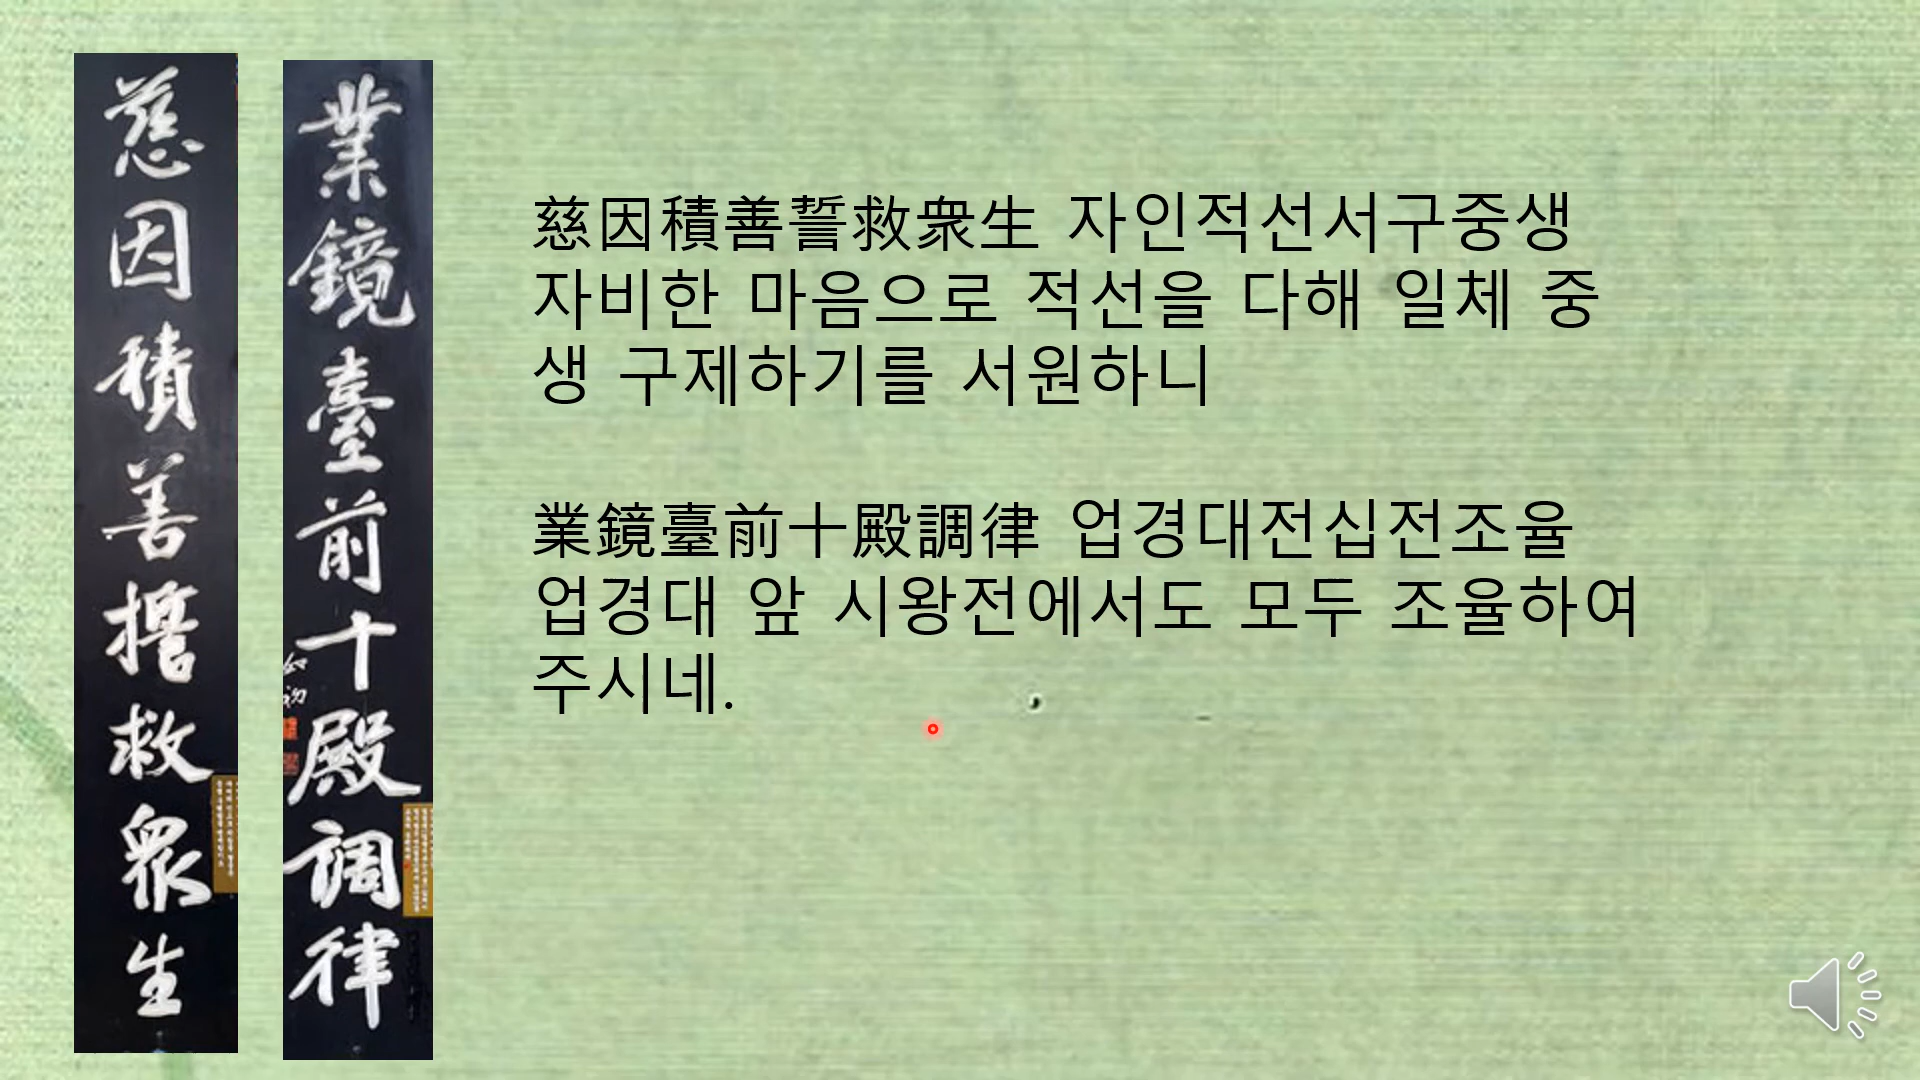 慈因積善誓救衆生
業鏡臺前十殿調律
慈因積善誓救衆生 자인적선서구중생
자비한 마음으로 적선을 다해 일체 중
생 구제하기를 서원하니
業鏡臺前十殿調律 업경대전십전조율
업경대 앞 시왕전에서도 모두 조율하여
주시네.